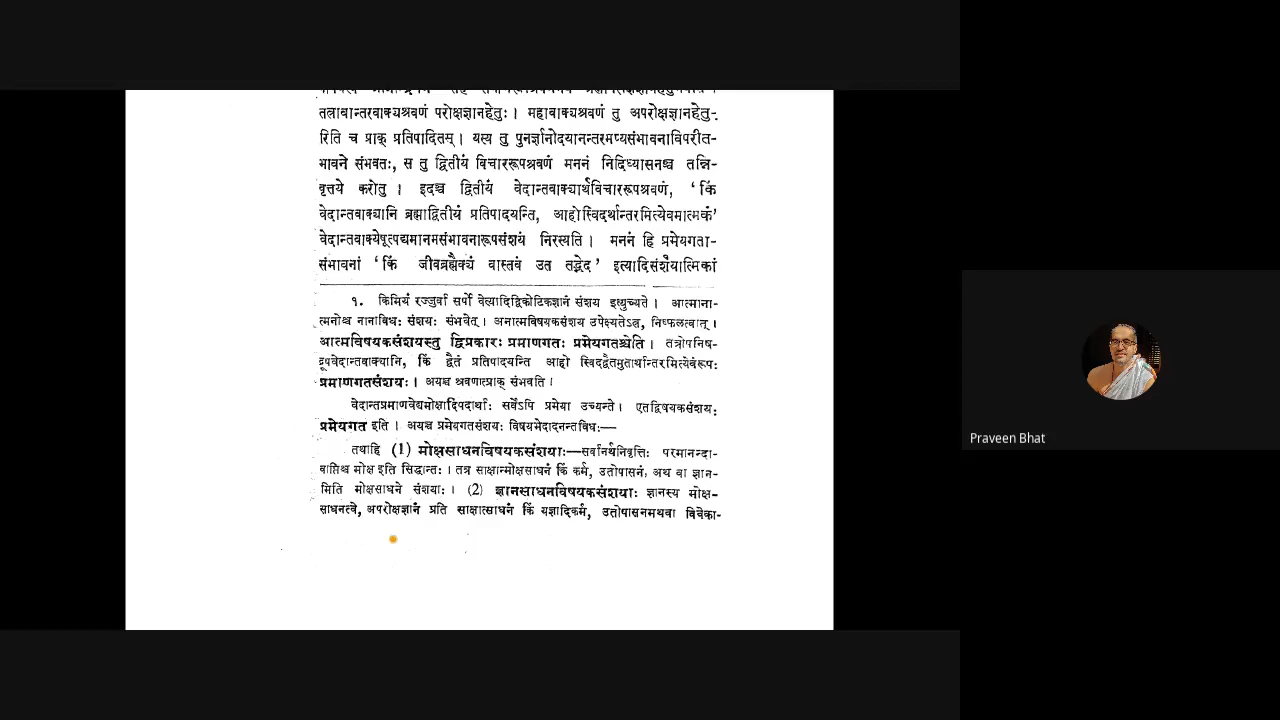 तत्रावान्तरवाक्यश्रवणं परोक्षज्ञानहेतुः । महावाक्यश्रवणं तु अपरोक्षज्ञानहेतु-
रिति च प्राक् प्रतिपादितम् । यस्य तु पुनर्ज्ञानोदयानन्तरमप्यसंभावनाविपरीत-
भावने संभवतः, स तु द्वितीयं विचाररूपश्रवणं मननं निदिध्यासनञ्च तन्नि-
वृत्तये करोतु । इदञ्च द्वितीयं वेदान्तवाक्यार्थविचाररूपश्रवणं, ‘किं
वेदान्तवाक्यानि ब्रह्माद्वितीयं प्रतिपादयन्ति, आहोस्विदर्थान्तरमित्येवमात्मकं’
वेदान्तवाक्येषूत्पद्यमानमसंभावनारूपसंशयं निरस्यति । मननं हि प्रमेयगता-
संभावनां ‘किं जीवब्रह्मैक्यं वास्तवं उत तद्भेद’ इत्यादिसंशयात्मिकां
१. किमियं रज्जुर्वा सर्पो वेत्यादिद्विकोटिकज्ञानं संशय इत्युच्यते । आत्माना-
त्मनोश्च नानाविधः संशयः संभवेत् । अनात्मविषयकसंशय उपेक्ष्यतेऽत्र, निष्फलत्वात् ।
आत्मविषयकसंशयस्तु द्विप्रकारः प्रमाणगतः प्रमेयगतश्चेति । तत्रोपनिष-
द्रूपवेदान्तवाक्यानि, किं द्वैतं प्रतिपादयन्ति आहो स्विदद्वैतमुतार्थान्तरमित्येवंरूपः
प्रमाणगतसंशयः । अयञ्च श्रवणात्प्राक् संभवति ।
वेदान्तप्रमाणवेद्यमोक्षादिपदार्थाः सर्वेऽपि प्रमेया उच्यन्ते । एतद्विषयकसंशयः
प्रमेयगत इति । अयञ्च प्रमेयगतसंशयः विषयभेदादनन्तविधः—
तथाहि (1) मोक्षसाधनविषयकसंशयाः—सर्वानर्थनिवृत्तिः परमानन्दा-
वाप्तिश्च मोक्ष इति सिद्धान्तः । तत्र साक्षान्मोक्षसाधनं किं कर्म, उतोपासनं, अथ वा ज्ञान-
मिति मोक्षसाधने संशयाः । (2) ज्ञानसाधनविषयकसंशयाः ज्ञानस्य मोक्ष-
साधनत्वे, अपरोक्षज्ञानं प्रति साक्षात्साधनं किं यज्ञादिकर्म, उतोपासनमथवा विवेका-
Praveen Bhat